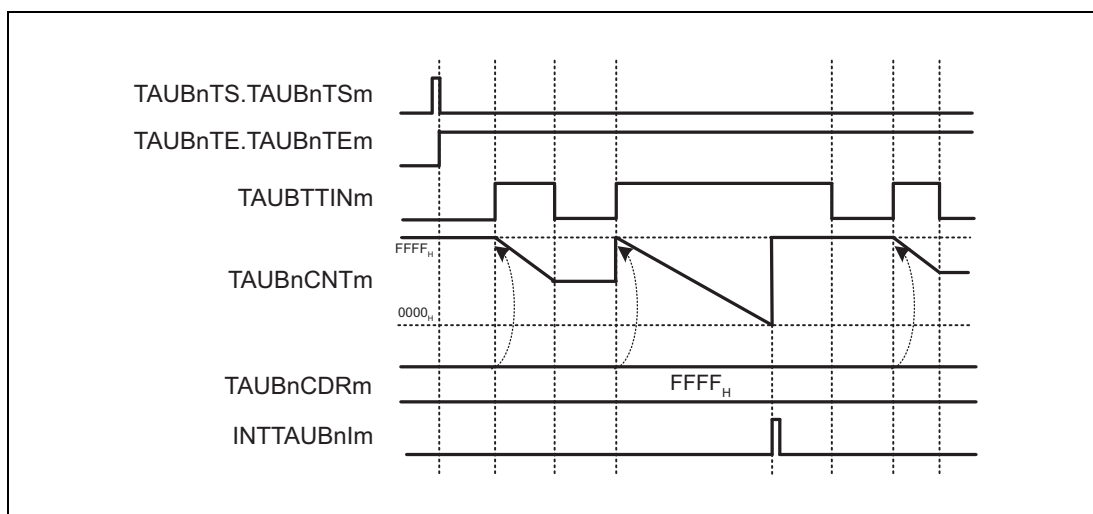 TAUBnTS.TAUBnTSm
TAUBnTE.TAUBnTEm
TAUBTTINm
FFFFH
TAUBnCNTm
0000H
TAUBnCDRm
FFFFH
INTTAUBnIm